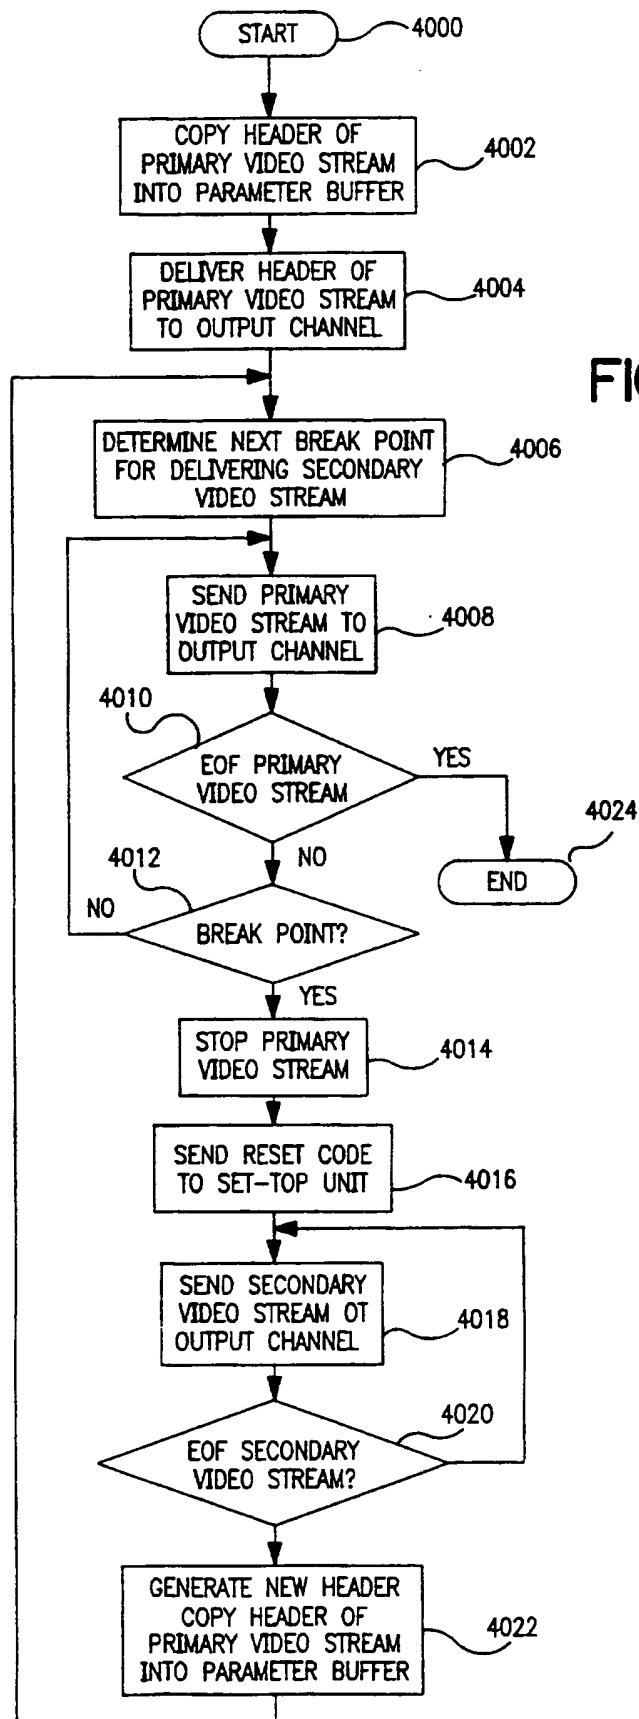 START
4000
COPY HEADER OF
PRIMARY VIDEO STREAM
INTO PARAMETER BUFFER
4002
DELIVER HEADER OF
PRIMARY VIDEO STREAM
TO OUTPUT CHANNEL
4004
DETERMINE NEXT BREAK POINT
FOR DELIVERING SECONDARY
VIDEO STREAM
4006
SEND PRIMARY
VIDEO STREAM TO
OUTPUT CHANNEL
4008
4010
EOF PRIMARY
VIDEO STREAM
YES
4024
END
NO
4012
NO
BREAK POINT?
YES
STOP PRIMARY
VIDEO STREAM
4014
SEND RESET CODE
TO SET-TOP UNIT
4016
SEND SECONDARY
VIDEO STREAM OT
OUTPUT CHANNEL
4018
EOF SECONDARY
VIDEO STREAM?
4020
GENERATE NEW HEADER
COPY HEADER OF
PRIMARY VIDEO STREAM
INTO PARAMETER BUFFER
4022